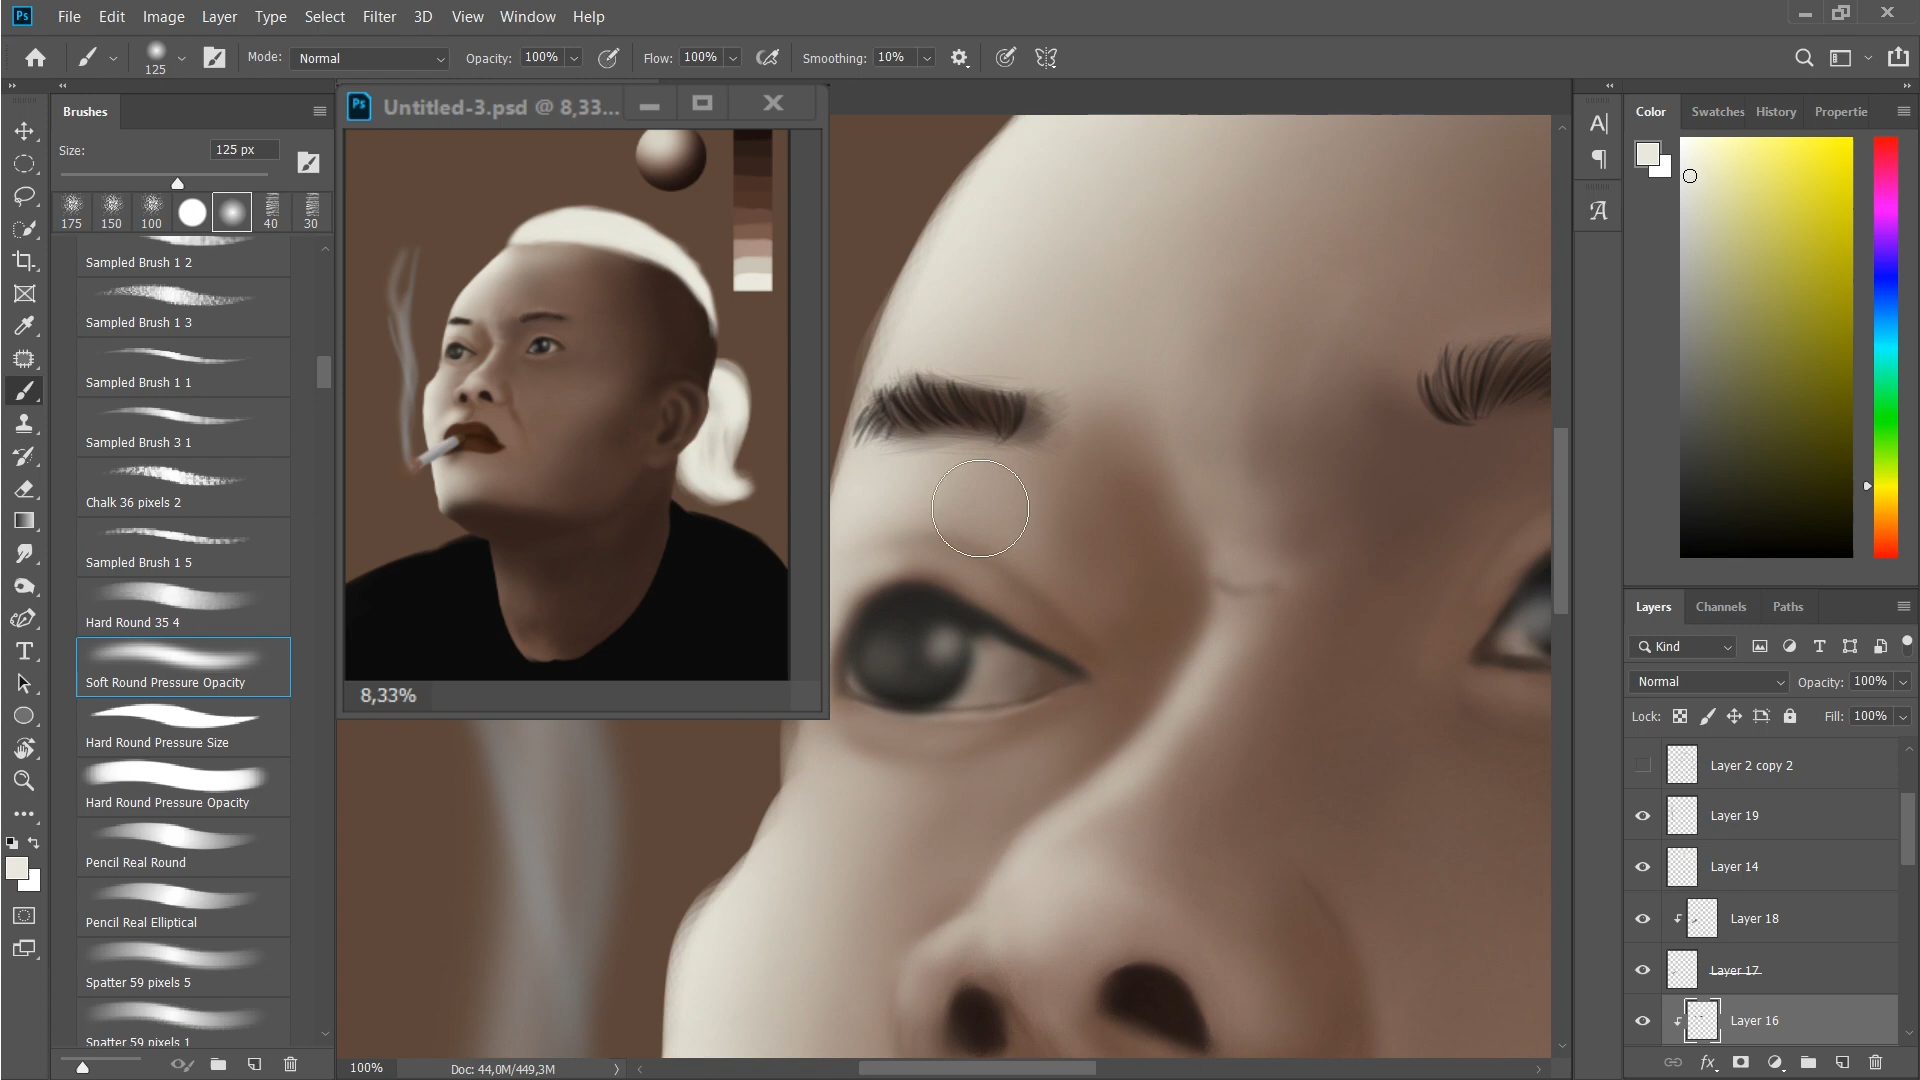 Ps File Edit Image Layer Type Select Filter 3D View Window Help
125 Mode: Normal Opacity: 100% Flow: 100% Smoothing: 10%
Brushes
Size: 125 px
175 150 100 40 30
Sampled Brush 1 2
Sampled Brush 1 3
Sampled Brush 1 1
Sampled Brush 3 1
Chalk 36 pixels 2
Sampled Brush 1 5
Hard Round 35 4
Soft Round Pressure Opacity
Hard Round Pressure Size
Hard Round Pressure Opacity
Pencil Real Round
Pencil Real Elliptical
Spatter 59 pixels 5
Spatter 59 pixels 1
Ps Untitled-3.psd @ 8,33...
8,33%
100% Doc: 44,0M/449,3M
Color Swatches History Propertie
Layers Channels Paths
Kind
Normal Opacity: 100%
Lock: Fill: 100%
Layer 2 copy 2
Layer 19
Layer 14
Layer 18
Layer 17
Layer 16
fx